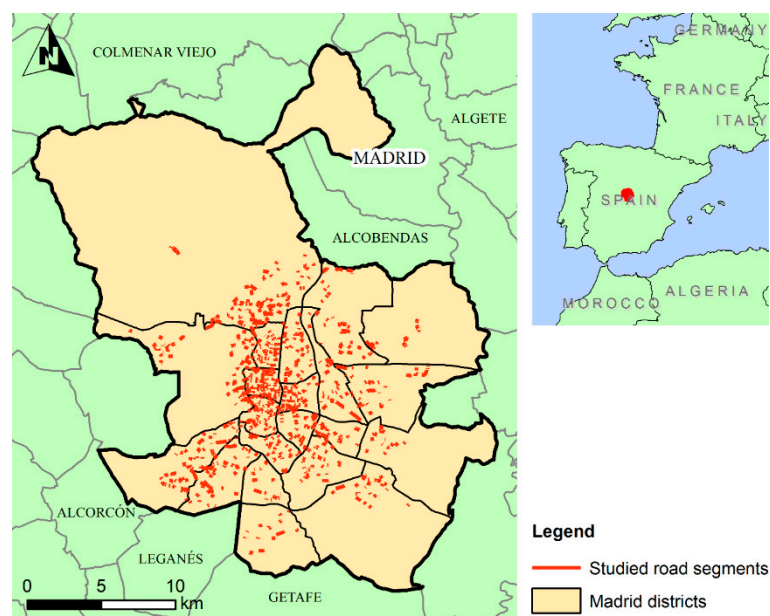 N
COLMENAR VIEJO
ALGETE
MADRID
ALCOBENDAS
ALCORCÓN
LEGANÉS
GETAFE
0 5 10
km
GERMANY
FRANCE
ITALY
SPAIN
MOROCCO
ALGERIA
Legend
Studied road segments
Madrid districts